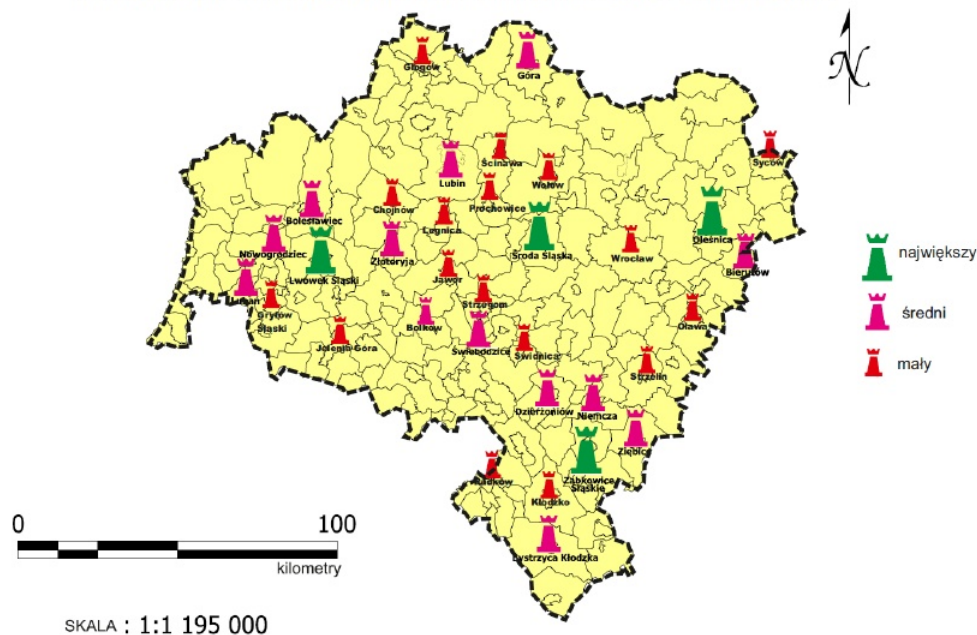 N
Głogów
Góra
Syców
Ścinawa
Lubin
Wołów
Prochowice
Chojnów
Legnica
Bolesławiec
Oleśnica
Nowogrodziec
Złotoryja
Środa Śląska
Wrocław
Bierutów
największy
Lwówek Śląski
Jawor
Lubań
Strzegom
Gryfów
Śląski
Bolków
Oława
średni
Jelenia Góra
Świebodzice
Świdnica
Strzelin
mały
Dzierżoniów
Niemcza
Ziębice
Radków
Ząbkowice
Śląskie
Kłodzko
Bystrzyca Kłodzka
0
100
kilometry
SKALA : 1:1 195 000